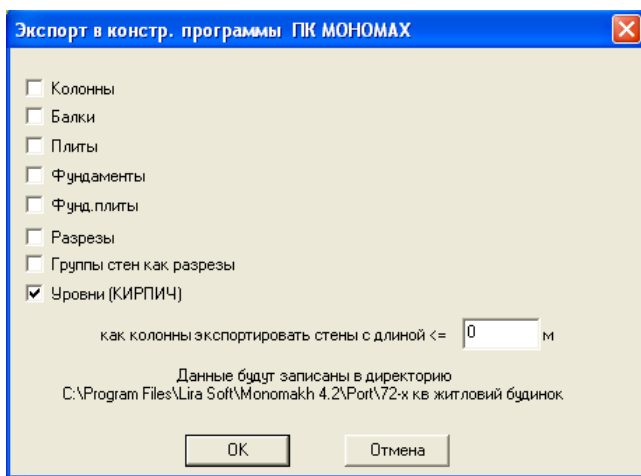 Экспорт в констр. программы ПК МОНОМАХ
Колонны
Балки
Плиты
Фундаменты
Фунд.плиты
Разрезы
Группы стен как разрезы
Уровни (КИРПИЧ)
как колонны экспортировать стены с длиной <= 0 м
Данные будут записаны в директорию
C:\Program Files\Lira Soft\Monomakh 4.2\Port\72-х кв житловий будинок
OK Отмена